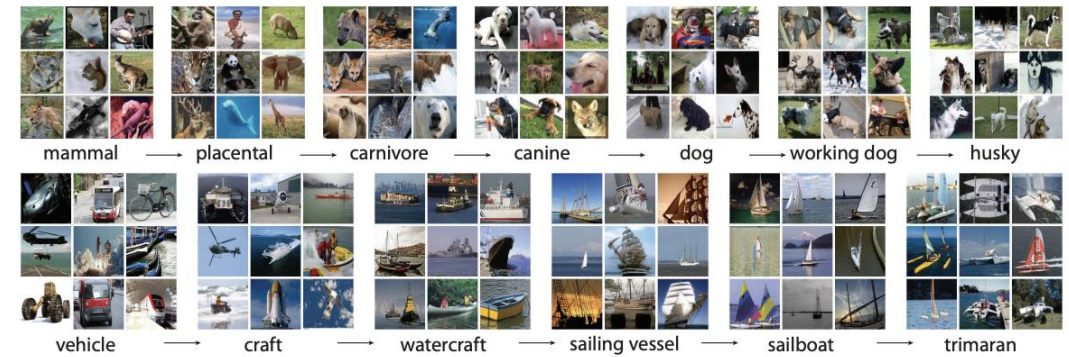 mammal → placental → carnivore → canine → dog → working dog → husky
vehicle → craft → watercraft → sailing vessel → sailboat → trimaran